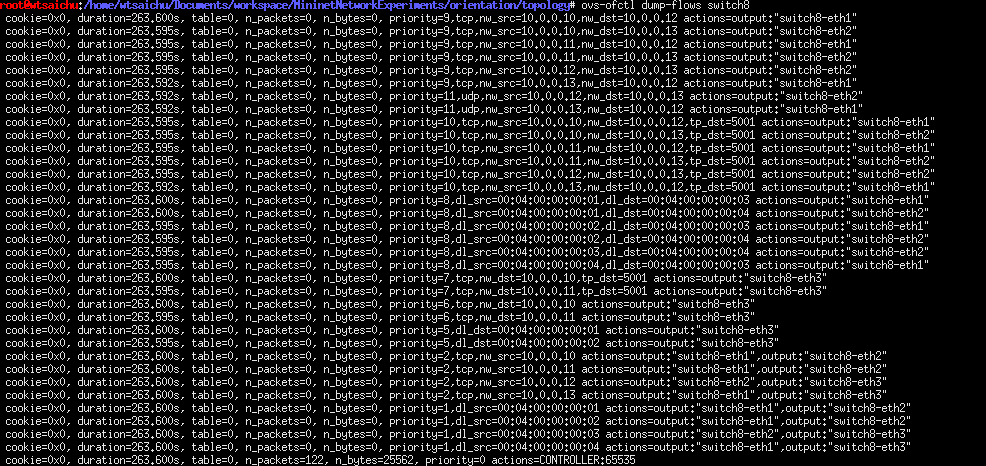 root@wtsaichu:/home/wtsaichu/Documents/workspace/MininetNetworkExperiments/orientation/topology# ovs-ofctl dump-flows switch8
cookie=0x0, duration=263.600s, table=0, n_packets=0, n_bytes=0, priority=9,tcp,nw_src=10.0.0.10,nw_dst=10.0.0.12 actions=output:"switch8-eth1"
cookie=0x0, duration=263.595s, table=0, n_packets=0, n_bytes=0, priority=9,tcp,nw_src=10.0.0.10,nw_dst=10.0.0.13 actions=output:"switch8-eth2"
cookie=0x0, duration=263.595s, table=0, n_packets=0, n_bytes=0, priority=9,tcp,nw_src=10.0.0.11,nw_dst=10.0.0.12 actions=output:"switch8-eth1"
cookie=0x0, duration=263.595s, table=0, n_packets=0, n_bytes=0, priority=9,tcp,nw_src=10.0.0.11,nw_dst=10.0.0.13 actions=output:"switch8-eth2"
cookie=0x0, duration=263.595s, table=0, n_packets=0, n_bytes=0, priority=9,tcp,nw_src=10.0.0.12,nw_dst=10.0.0.13 actions=output:"switch8-eth2"
cookie=0x0, duration=263.592s, table=0, n_packets=0, n_bytes=0, priority=9,tcp,nw_src=10.0.0.13,nw_dst=10.0.0.12 actions=output:"switch8-eth1"
cookie=0x0, duration=263.595s, table=0, n_packets=0, n_bytes=0, priority=11,udp,nw_src=10.0.0.12,nw_dst=10.0.0.13 actions=output:"switch8-eth2"
cookie=0x0, duration=263.592s, table=0, n_packets=0, n_bytes=0, priority=11,udp,nw_src=10.0.0.13,nw_dst=10.0.0.12 actions=output:"switch8-eth1"
cookie=0x0, duration=263.600s, table=0, n_packets=0, n_bytes=0, priority=10,tcp,nw_src=10.0.0.10,nw_dst=10.0.0.12,tp_dst=5001 actions=output:"switch8-eth1"
cookie=0x0, duration=263.595s, table=0, n_packets=0, n_bytes=0, priority=10,tcp,nw_src=10.0.0.10,nw_dst=10.0.0.13,tp_dst=5001 actions=output:"switch8-eth2"
cookie=0x0, duration=263.595s, table=0, n_packets=0, n_bytes=0, priority=10,tcp,nw_src=10.0.0.11,nw_dst=10.0.0.12,tp_dst=5001 actions=output:"switch8-eth1"
cookie=0x0, duration=263.595s, table=0, n_packets=0, n_bytes=0, priority=10,tcp,nw_src=10.0.0.11,nw_dst=10.0.0.13,tp_dst=5001 actions=output:"switch8-eth2"
cookie=0x0, duration=263.595s, table=0, n_packets=0, n_bytes=0, priority=10,tcp,nw_src=10.0.0.12,nw_dst=10.0.0.13,tp_dst=5001 actions=output:"switch8-eth2"
cookie=0x0, duration=263.592s, table=0, n_packets=0, n_bytes=0, priority=10,tcp,nw_src=10.0.0.13,nw_dst=10.0.0.12,tp_dst=5001 actions=output:"switch8-eth1"
cookie=0x0, duration=263.600s, table=0, n_packets=0, n_bytes=0, priority=8,dl_src=00:04:00:00:00:01,dl_dst=00:04:00:00:00:03 actions=output:"switch8-eth1"
cookie=0x0, duration=263.600s, table=0, n_packets=0, n_bytes=0, priority=8,dl_src=00:04:00:00:00:01,dl_dst=00:04:00:00:00:04 actions=output:"switch8-eth2"
cookie=0x0, duration=263.595s, table=0, n_packets=0, n_bytes=0, priority=8,dl_src=00:04:00:00:00:02,dl_dst=00:04:00:00:00:03 actions=output:"switch8-eth1"
cookie=0x0, duration=263.595s, table=0, n_packets=0, n_bytes=0, priority=8,dl_src=00:04:00:00:00:02,dl_dst=00:04:00:00:00:04 actions=output:"switch8-eth2"
cookie=0x0, duration=263.595s, table=0, n_packets=0, n_bytes=0, priority=8,dl_src=00:04:00:00:00:03,dl_dst=00:04:00:00:00:04 actions=output:"switch8-eth2"
cookie=0x0, duration=263.592s, table=0, n_packets=0, n_bytes=0, priority=8,dl_src=00:04:00:00:00:04,dl_dst=00:04:00:00:00:03 actions=output:"switch8-eth1"
cookie=0x0, duration=263.600s, table=0, n_packets=0, n_bytes=0, priority=7,tcp,nw_dst=10.0.0.10,tp_dst=5001 actions=output:"switch8-eth3"
cookie=0x0, duration=263.595s, table=0, n_packets=0, n_bytes=0, priority=7,tcp,nw_dst=10.0.0.11,tp_dst=5001 actions=output:"switch8-eth3"
cookie=0x0, duration=263.600s, table=0, n_packets=0, n_bytes=0, priority=6,tcp,nw_dst=10.0.0.10 actions=output:"switch8-eth3"
cookie=0x0, duration=263.595s, table=0, n_packets=0, n_bytes=0, priority=6,tcp,nw_dst=10.0.0.11 actions=output:"switch8-eth3"
cookie=0x0, duration=263.600s, table=0, n_packets=0, n_bytes=0, priority=5,dl_dst=00:04:00:00:00:01 actions=output:"switch8-eth3"
cookie=0x0, duration=263.595s, table=0, n_packets=0, n_bytes=0, priority=5,dl_dst=00:04:00:00:00:02 actions=output:"switch8-eth3"
cookie=0x0, duration=263.600s, table=0, n_packets=0, n_bytes=0, priority=2,tcp,nw_src=10.0.0.10 actions=output:"switch8-eth1",output:"switch8-eth2"
cookie=0x0, duration=263.600s, table=0, n_packets=0, n_bytes=0, priority=2,tcp,nw_src=10.0.0.11 actions=output:"switch8-eth1",output:"switch8-eth2"
cookie=0x0, duration=263.600s, table=0, n_packets=0, n_bytes=0, priority=2,tcp,nw_src=10.0.0.12 actions=output:"switch8-eth2",output:"switch8-eth3"
cookie=0x0, duration=263.600s, table=0, n_packets=0, n_bytes=0, priority=2,tcp,nw_src=10.0.0.13 actions=output:"switch8-eth1",output:"switch8-eth3"
cookie=0x0, duration=263.600s, table=0, n_packets=0, n_bytes=0, priority=1,dl_src=00:04:00:00:00:01 actions=output:"switch8-eth1",output:"switch8-eth2"
cookie=0x0, duration=263.600s, table=0, n_packets=0, n_bytes=0, priority=1,dl_src=00:04:00:00:00:02 actions=output:"switch8-eth1",output:"switch8-eth2"
cookie=0x0, duration=263.600s, table=0, n_packets=0, n_bytes=0, priority=1,dl_src=00:04:00:00:00:03 actions=output:"switch8-eth2",output:"switch8-eth3"
cookie=0x0, duration=263.600s, table=0, n_packets=0, n_bytes=0, priority=1,dl_src=00:04:00:00:00:04 actions=output:"switch8-eth1",output:"switch8-eth3"
cookie=0x0, duration=263.600s, table=0, n_packets=122, n_bytes=25562, priority=0 actions=CONTROLLER:65535